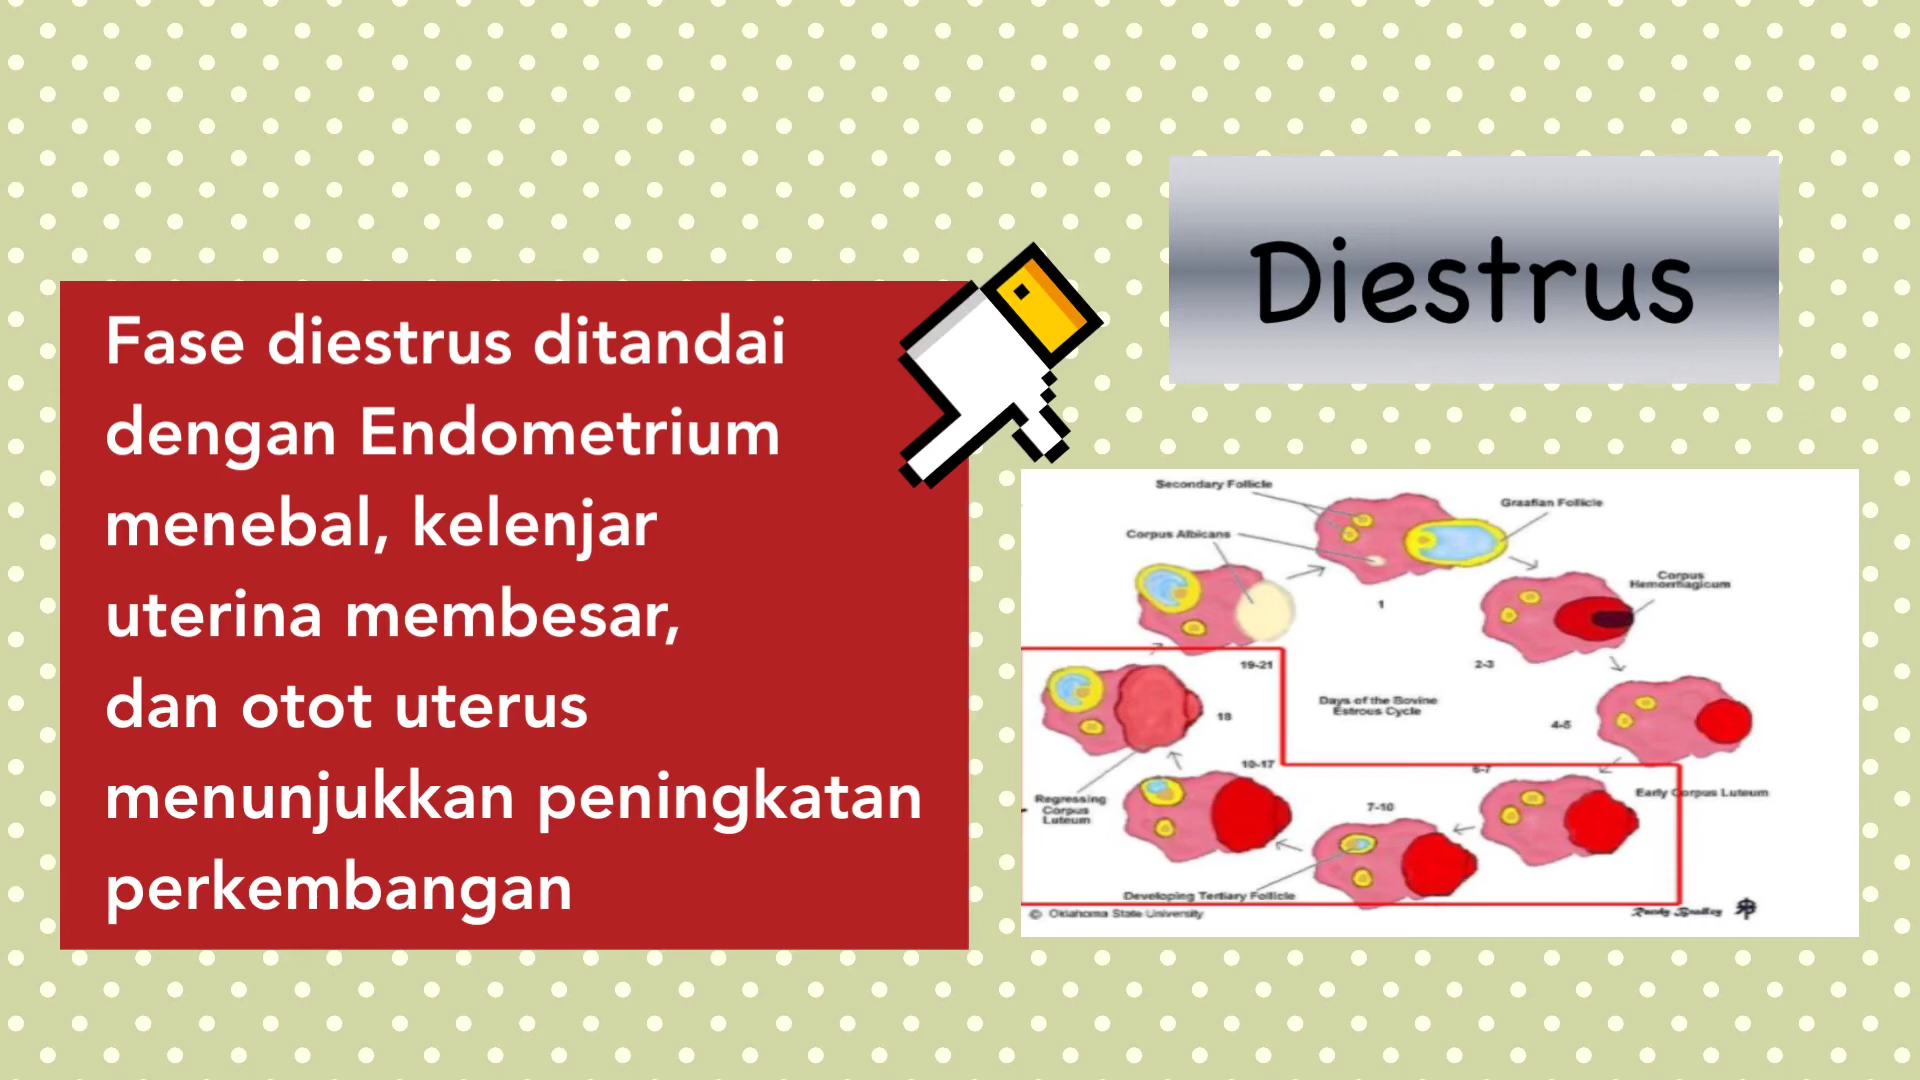 Diestrus
Fase diestrus ditandai
dengan Endometrium
menebal, kelenjar
uterina membesar,
dan otot uterus
menunjukkan peningkatan
perkembangan
Secondary Follicle
Graafian Follicle
Corpus Albicans
Corpus
Hemorrhagicum
1
19-21
2-3
Days of the Bovine
Estrous Cycle
18
4-5
10-17
6-7
Regressing
Corpus
Luteum
7-10
Early Corpus Luteum
Developing Tertiary Follicle
© Oklahoma State University
Randy Bradley